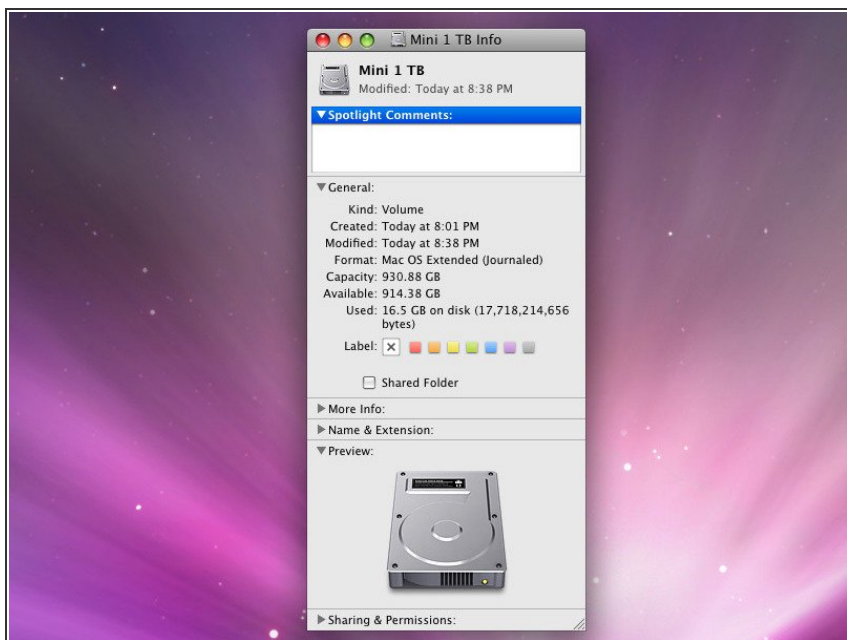 Mini 1 TB Info
Mini 1 TB
Modified: Today at 8:38 PM
Spotlight Comments:
General:
Kind: Volume
Created: Today at 8:01 PM
Modified: Today at 8:38 PM
Format: Mac OS Extended (Journaled)
Capacity: 930.88 GB
Available: 914.38 GB
Used: 16.5 GB on disk (17,718,214,656
bytes)
Label:
Shared Folder
More Info:
Name & Extension:
Preview:
Sharing & Permissions: